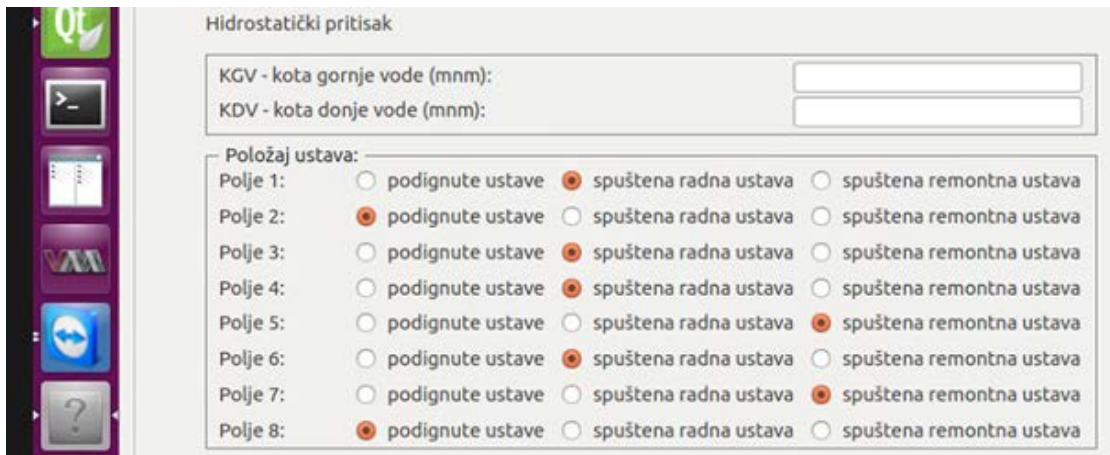 Qt
>_
?
Hidrostatički pritisak
KGV - kota gornje vode (mnm):
KDV - kota donje vode (mnm):
Položaj ustava:
Polje 1: podignute ustave spuštena radna ustava spuštena remontna ustava
Polje 2: podignute ustave spuštena radna ustava spuštena remontna ustava
Polje 3: podignute ustave spuštena radna ustava spuštena remontna ustava
Polje 4: podignute ustave spuštena radna ustava spuštena remontna ustava
Polje 5: podignute ustave spuštena radna ustava spuštena remontna ustava
Polje 6: podignute ustave spuštena radna ustava spuštena remontna ustava
Polje 7: podignute ustave spuštena radna ustava spuštena remontna ustava
Polje 8: podignute ustave spuštena radna ustava spuštena remontna ustava